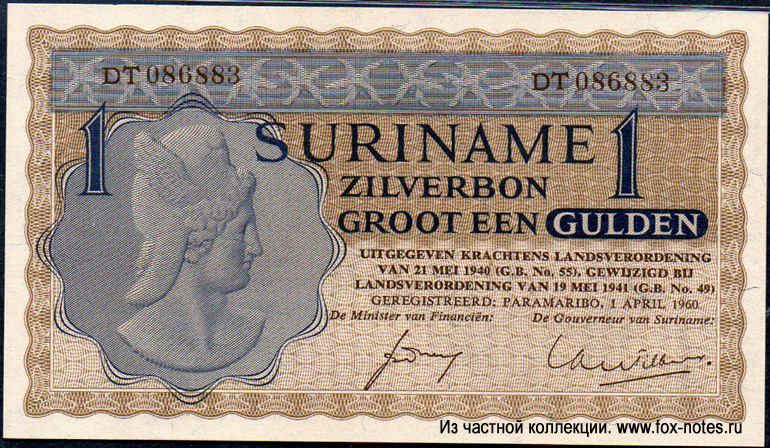 DT 086883 DT 086883
1 SURINAME 1
ZILVERBON
GROOT EEN GULDEN
UITGEGEVEN KRACHTENS LANDSVERORDENING
VAN 21 MEI 1940 (G.B. No. 55), GEWIJZIGD BIJ
LANDSVERORDENING VAN 19 MEI 1941 (G.B. No. 49)
GEREGISTREERD: PARAMARIBO, 1 APRIL 1960
De Minister van Financiën: De Gouverneur van Suriname:
Из частной коллекции. www.fox-notes.ru